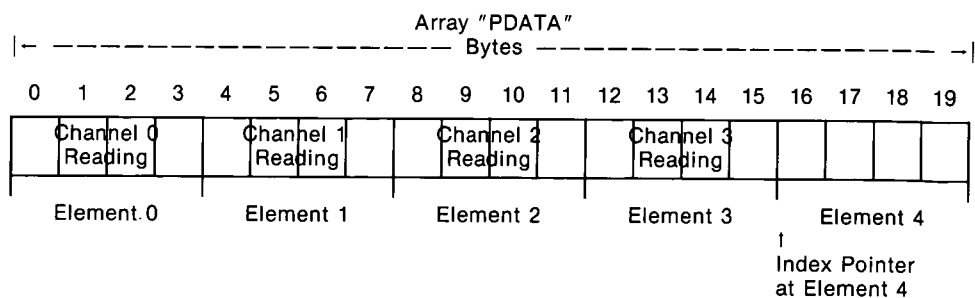 Array "PDATA"
Bytes
0 1 2 3 4 5 6 7 8 9 10 11 12 13 14 15 16 17 18 19
Channel 0 Channel 1 Channel 2 Channel 3
Reading Reading Reading Reading
Element 0 Element 1 Element 2 Element 3 Element 4
↑
Index Pointer
at Element 4